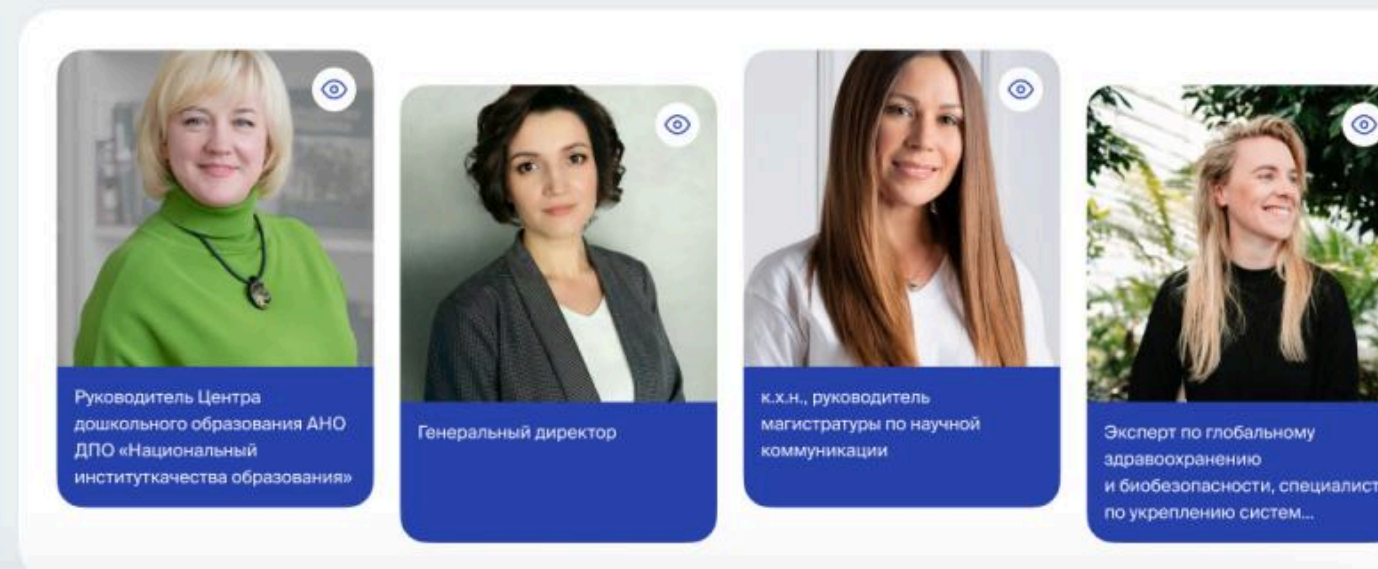 Руководитель Центра
дошкольного образования АНО
ДПО «Национальный
институткачества образования»
Генеральный директор
к.х.н., руководитель
магистратуры по научной
коммуникации
Эксперт по глобальному
здравоохранению
и биобезопасности, специалист
по укреплению систем...